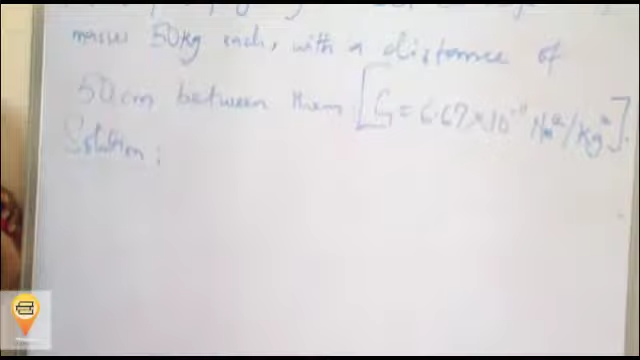 masses 50kg each, with a distance of
50cm between them [G = 6.67 × 10⁻¹¹ Nm²/kg²].
Solution: